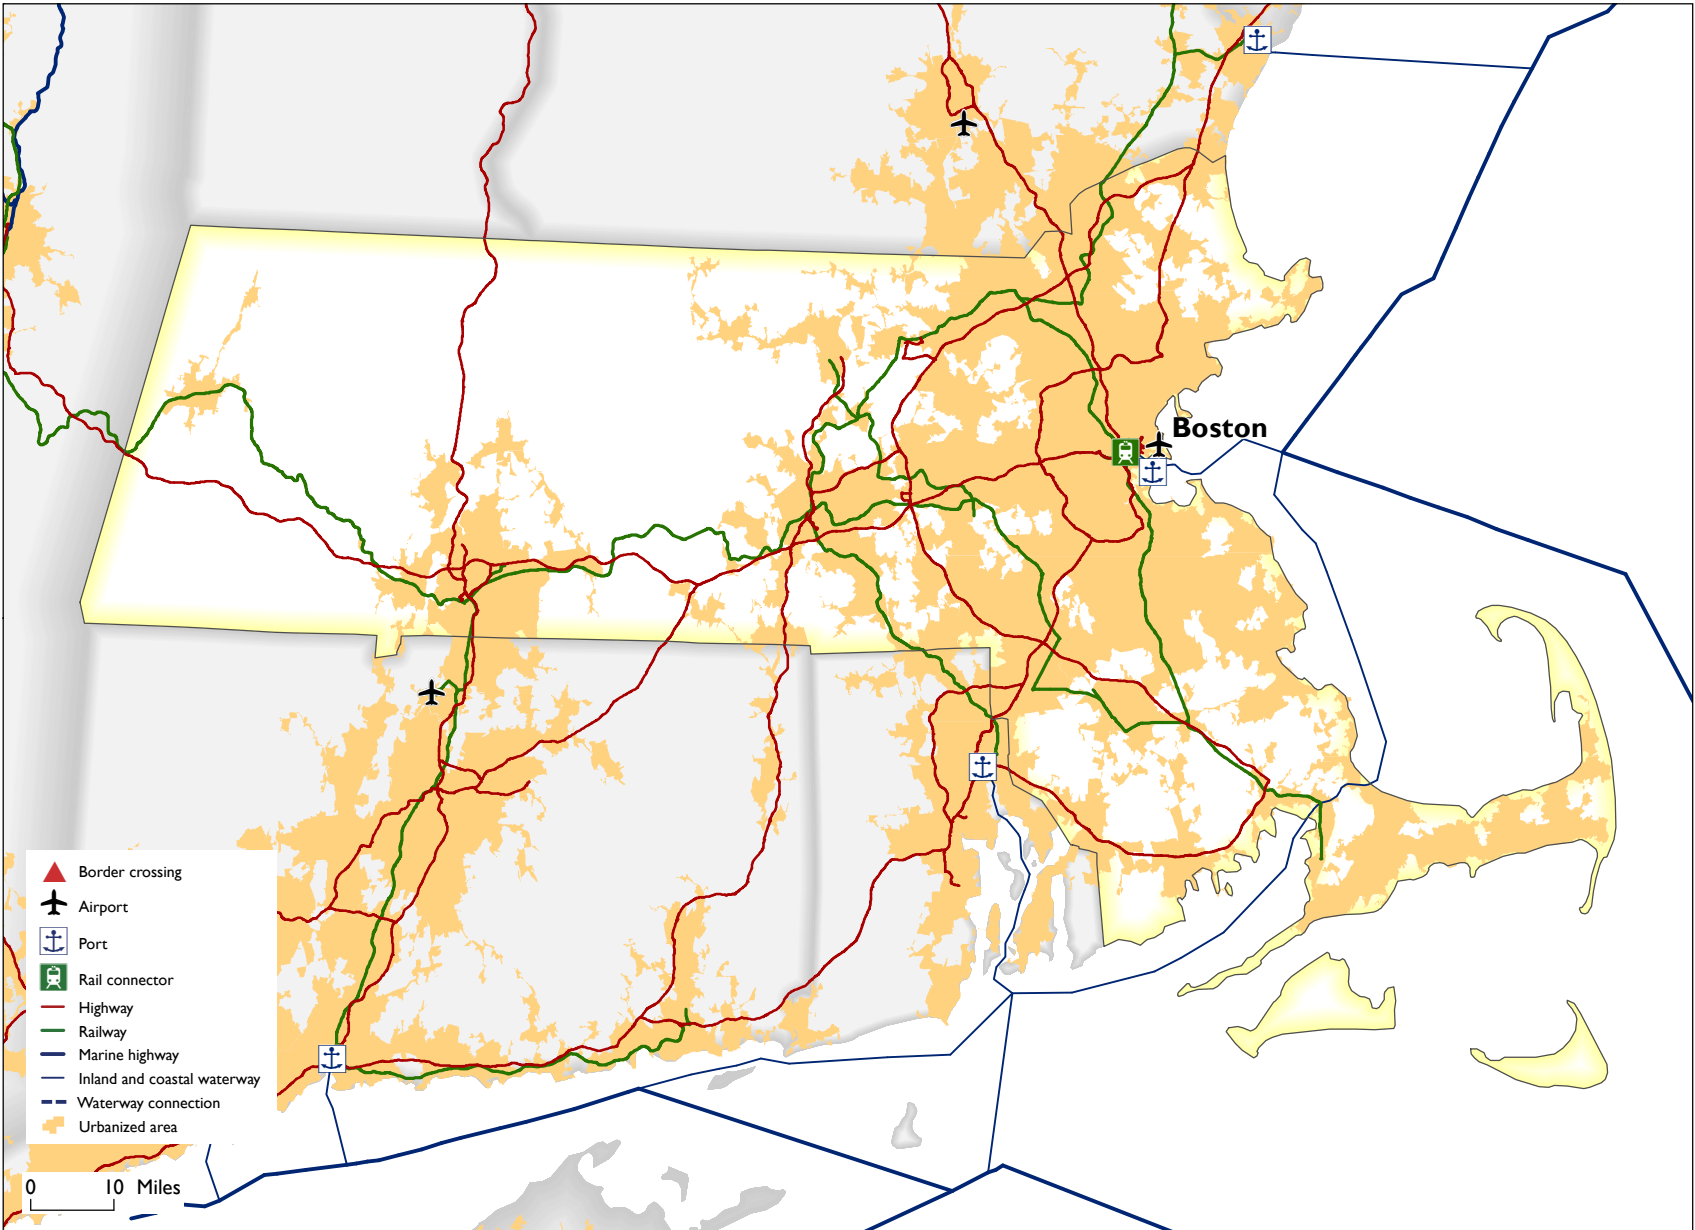 Boston
Border crossing
Airport
Port
Rail connector
Highway
Railway
Marine highway
Inland and coastal waterway
Waterway connection
Urbanized area
0 10 Miles